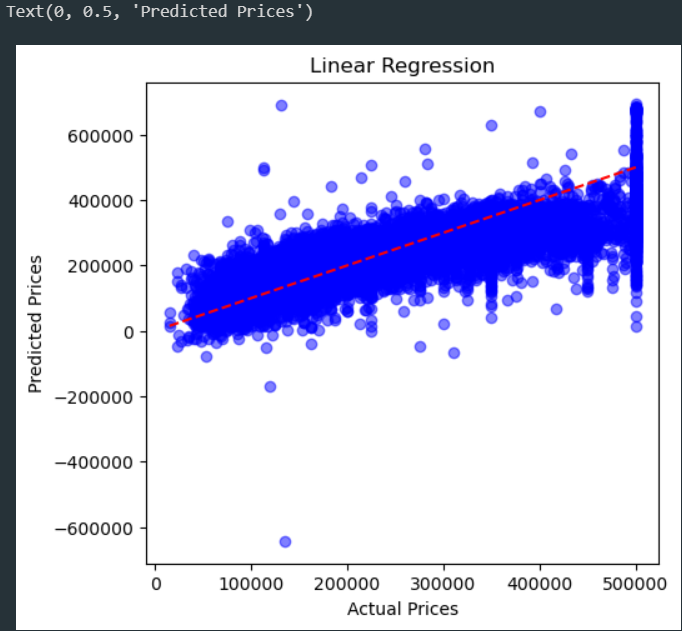 Text(0, 0.5, 'Predicted Prices')
Linear Regression
Predicted Prices
600000
400000
200000
0
−200000
−400000
−600000
0 100000 200000 300000 400000 500000
Actual Prices